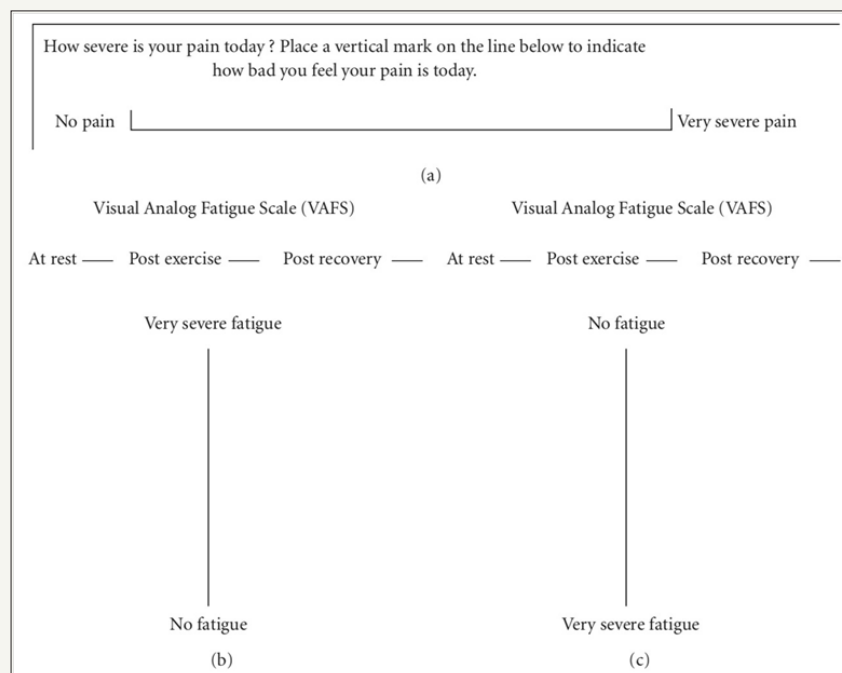 How severe is your pain today ? Place a vertical mark on the line below to indicate
how bad you feel your pain is today.
No pain
Very severe pain
(a)
Visual Analog Fatigue Scale (VAFS)
At rest
Post exercise
Post recovery
Very severe fatigue
No fatigue
(b)
Visual Analog Fatigue Scale (VAFS)
At rest
Post exercise
Post recovery
No fatigue
Very severe fatigue
(c)